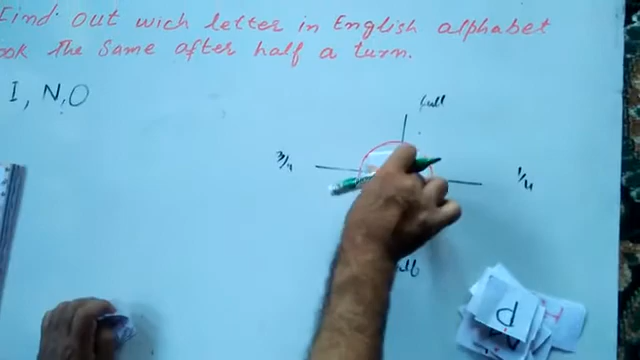 Find out wich letter in English alphabet
ook the same after half a turn.
I, N, O
full
3/4
1/4
P
I